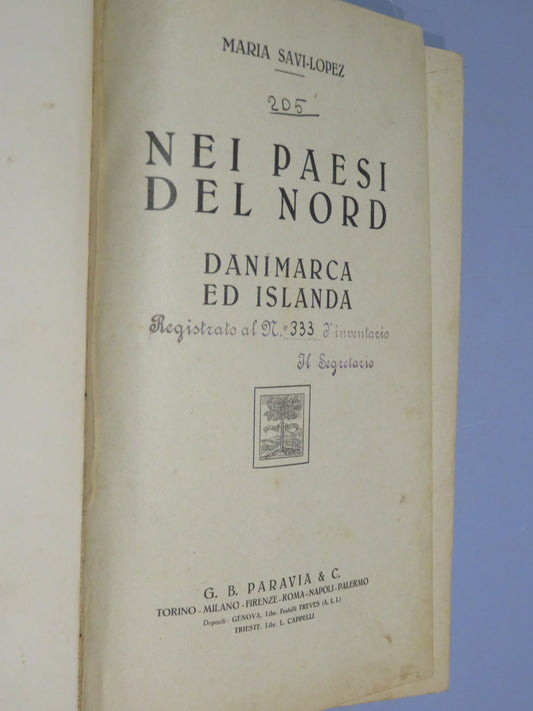 MARIA SAVI-LOPEZ
205
NEI PAESI
DEL NORD
DANIMARCA
ED ISLANDA
Registrato al N.º 333 d'inventario
Il Segretario
G. B. PARAVIA & C.
TORINO - MILANO - FIRENZE - ROMA - NAPOLI - PALERMO
Depositi: GENOVA. Libr. Fratelli TREVES (A. L. I.)
TRIESTE. Libr. L. CAPPELLI